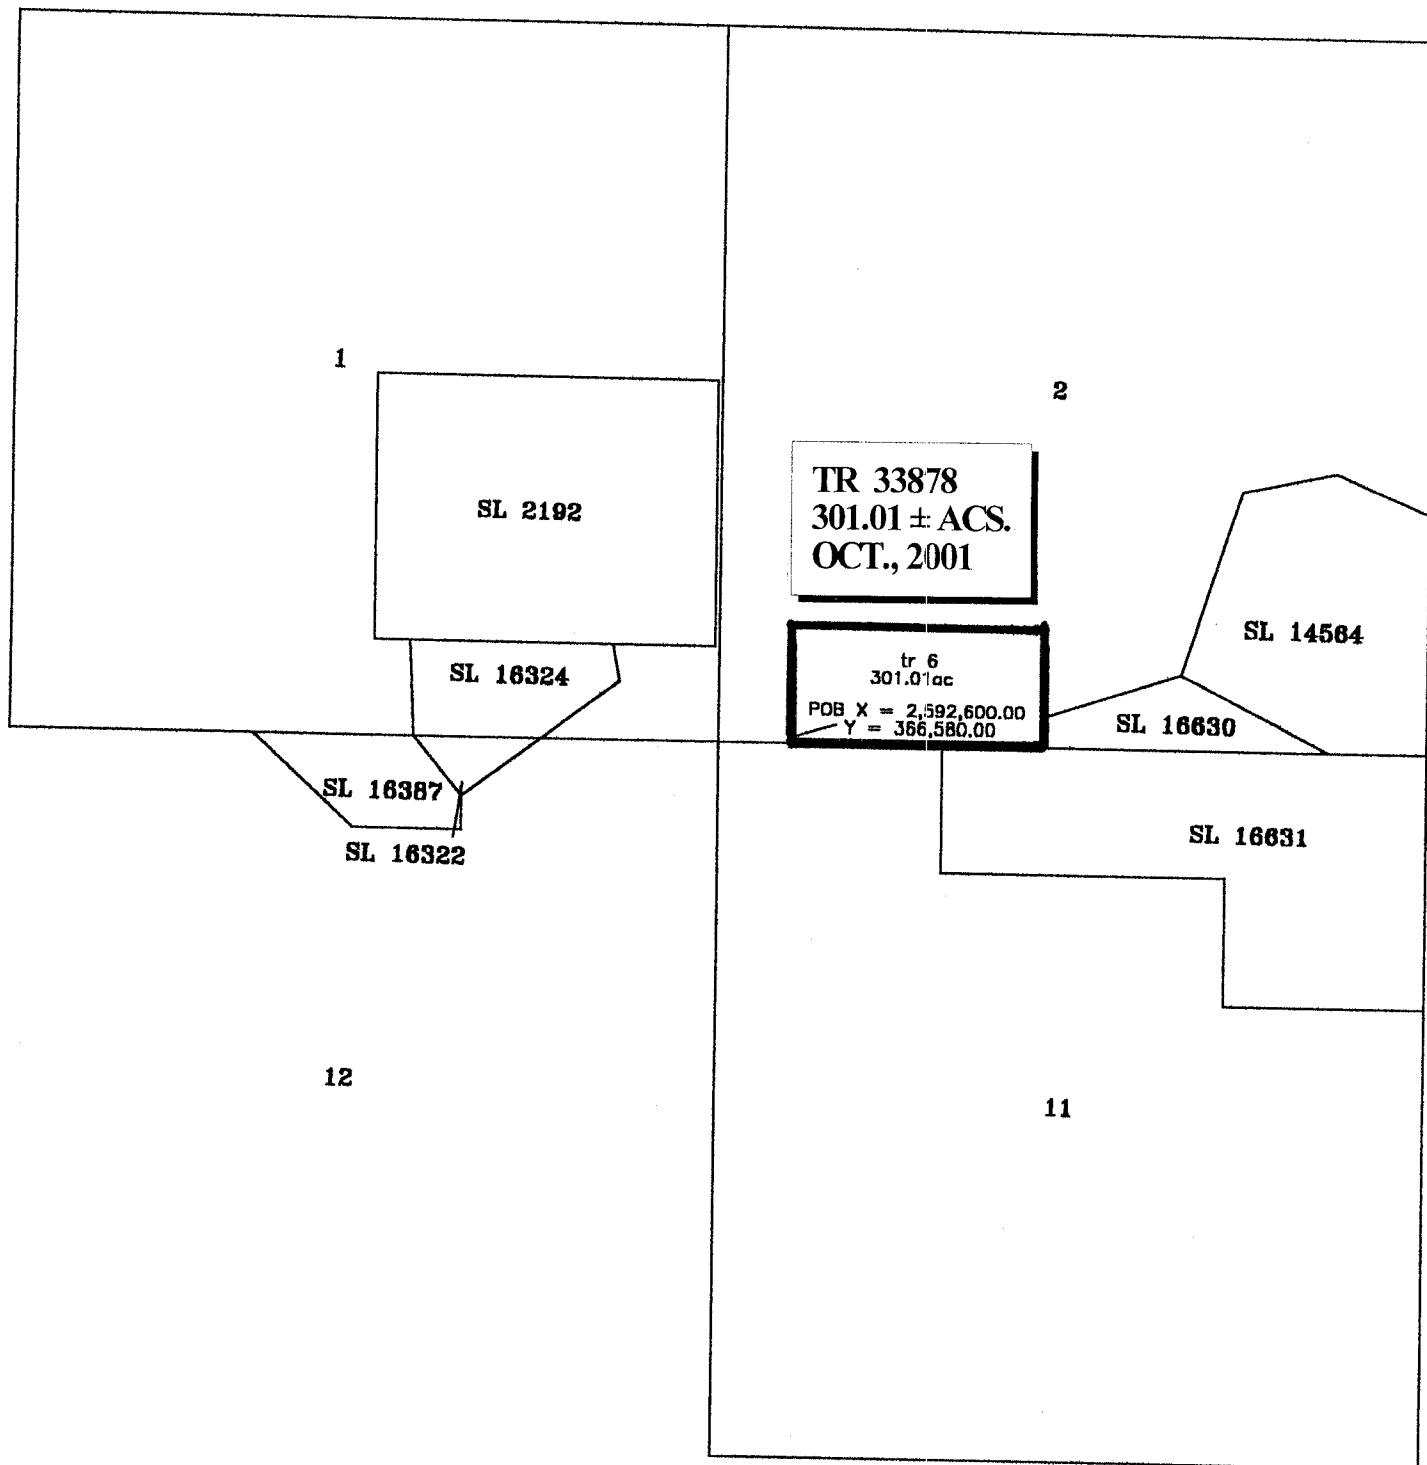 1
2
SL 2192
TR 33878
301.01 ± ACS.
OCT., 2001
SL 14564
tr 6
301.01ac
POB X = 2,592,600.00
Y = 366,580.00
SL 16324
SL 16630
SL 16387
SL 16322
SL 16631
12
11